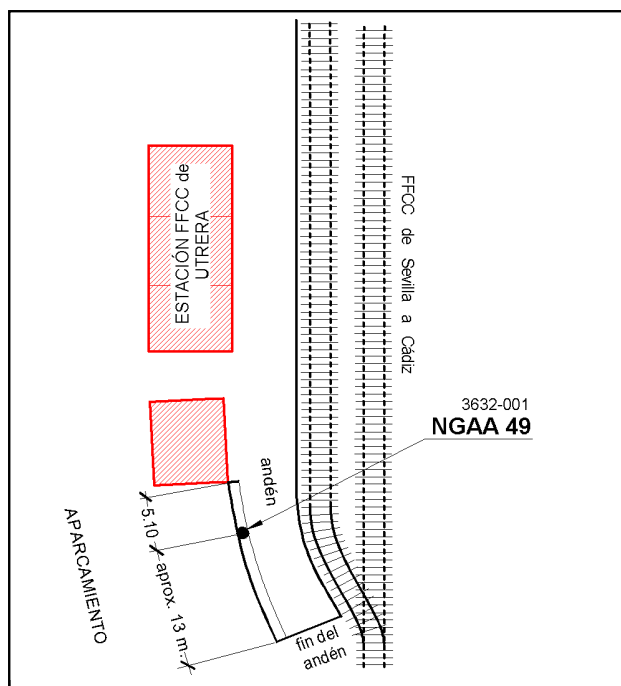 ESTACIÓN FFCC de
UTRERA
FFCC de Sevilla a Cádiz
3632-001
NGAA 49
andén
5.10
aprox. 13 m.
APARCAMIENTO
fin del
andén